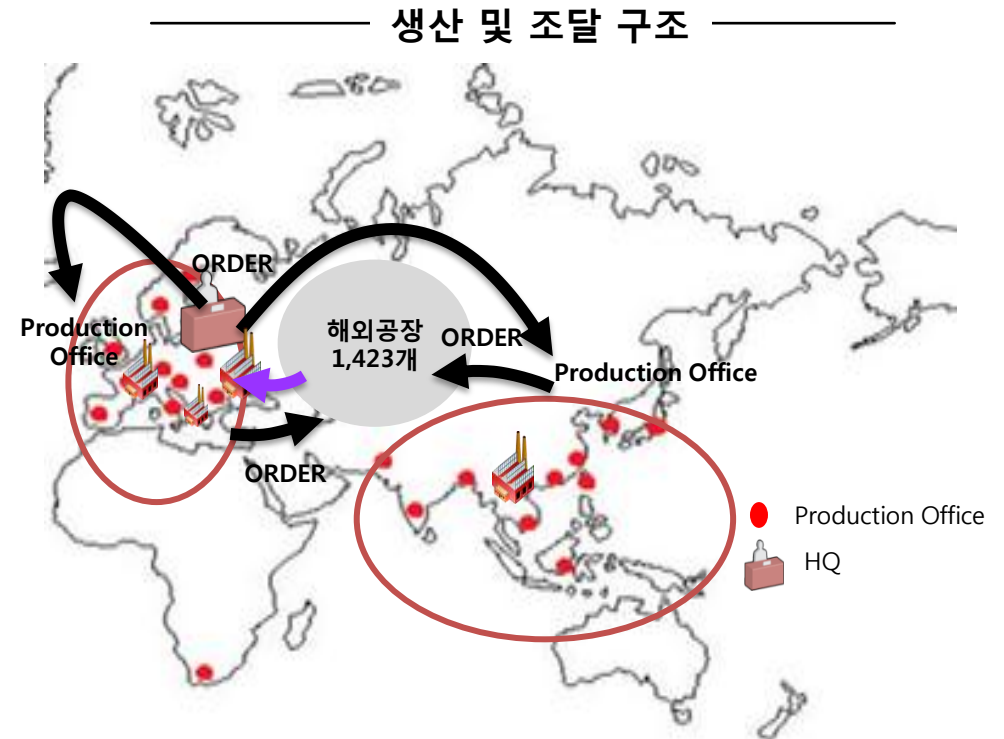 생산 및 조달 구조
ORDER
Production
Office
해외공장
1,423개
ORDER
Production Office
ORDER
Production Office
HQ